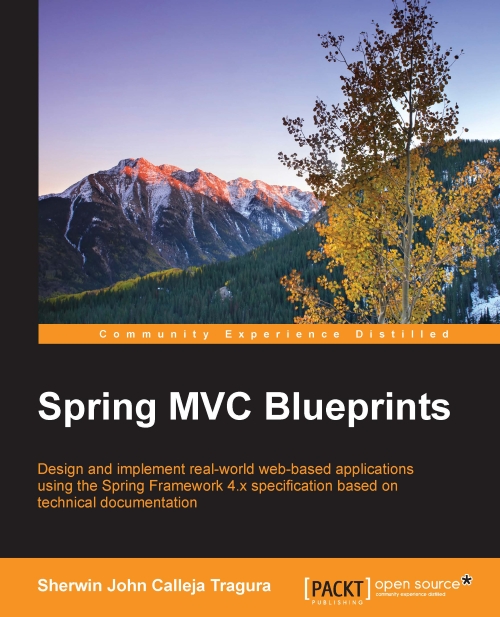 Community Experience Distilled
Spring MVC Blueprints
Design and implement real-world web-based applications
using the Spring Framework 4.x specification based on
technical documentation
Sherwin John Calleja Tragura
[PACKT] open source*
PUBLISHING community experience distilled